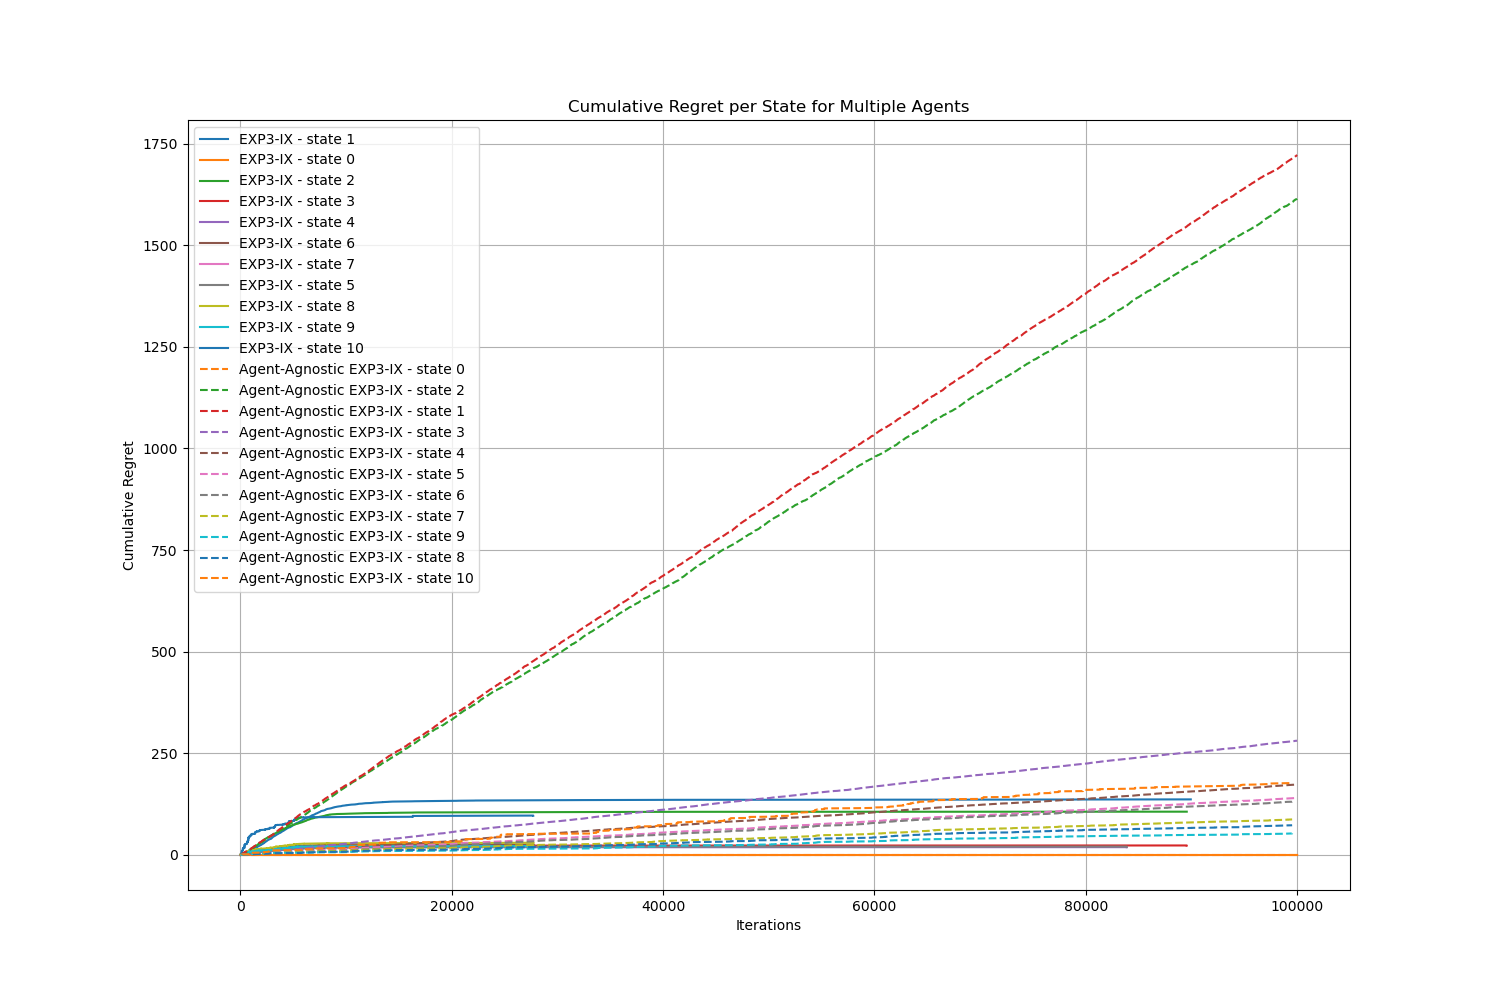 Cumulative Regret per State for Multiple Agents
1750
1500
1250
1000
750
500
250
0
Cumulative Regret
EXP3-IX - state 1
EXP3-IX - state 0
EXP3-IX - state 2
EXP3-IX - state 3
EXP3-IX - state 4
EXP3-IX - state 6
EXP3-IX - state 7
EXP3-IX - state 5
EXP3-IX - state 8
EXP3-IX - state 9
EXP3-IX - state 10
Agent-Agnostic EXP3-IX - state 0
Agent-Agnostic EXP3-IX - state 2
Agent-Agnostic EXP3-IX - state 1
Agent-Agnostic EXP3-IX - state 3
Agent-Agnostic EXP3-IX - state 4
Agent-Agnostic EXP3-IX - state 5
Agent-Agnostic EXP3-IX - state 6
Agent-Agnostic EXP3-IX - state 7
Agent-Agnostic EXP3-IX - state 9
Agent-Agnostic EXP3-IX - state 8
Agent-Agnostic EXP3-IX - state 10
0 20000 40000 60000 80000 100000
Iterations